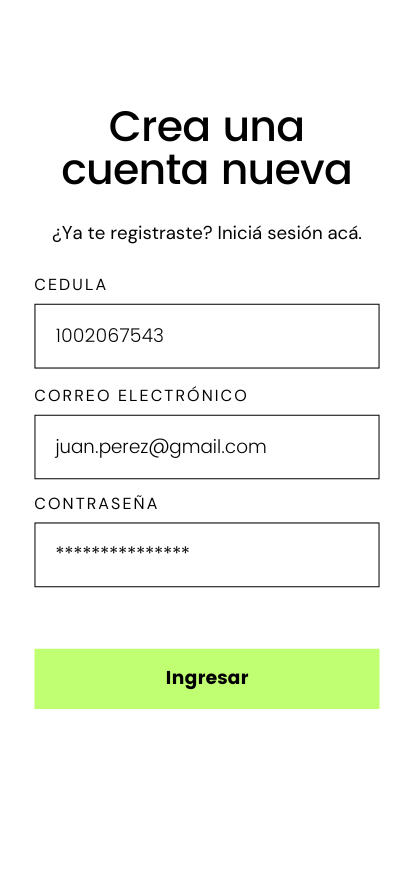 Crea una
cuenta nueva
¿Ya te registraste? Iniciá sesión acá.
CEDULA
1002067543
CORREO ELECTRÓNICO
juan.perez@gmail.com
CONTRASEÑA
***************
Ingresar